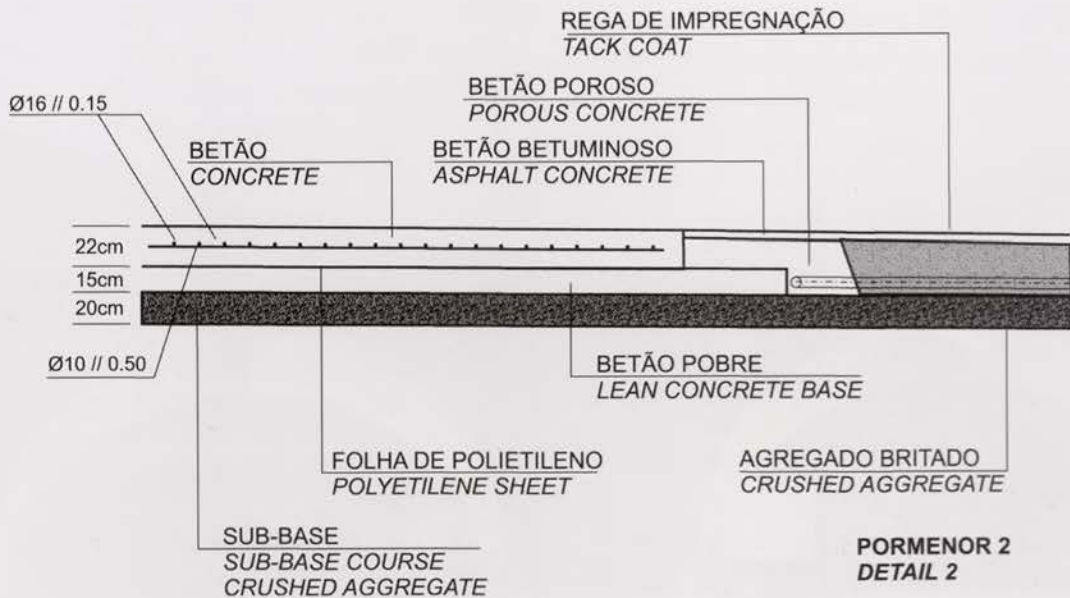 REGA DE IMPREGNAÇÃO
TACK COAT
BETÃO POROSO
POROUS CONCRETE
Ø16 // 0.15
BETÃO
CONCRETE
BETÃO BETUMINOSO
ASPHALT CONCRETE
22cm
15cm
20cm
Ø10 // 0.50
BETÃO POBRE
LEAN CONCRETE BASE
FOLHA DE POLIETILENO
POLYETILENE SHEET
AGREGADO BRITADO
CRUSHED AGGREGATE
SUB-BASE
SUB-BASE COURSE
CRUSHED AGGREGATE
PORMENOR 2
DETAIL 2